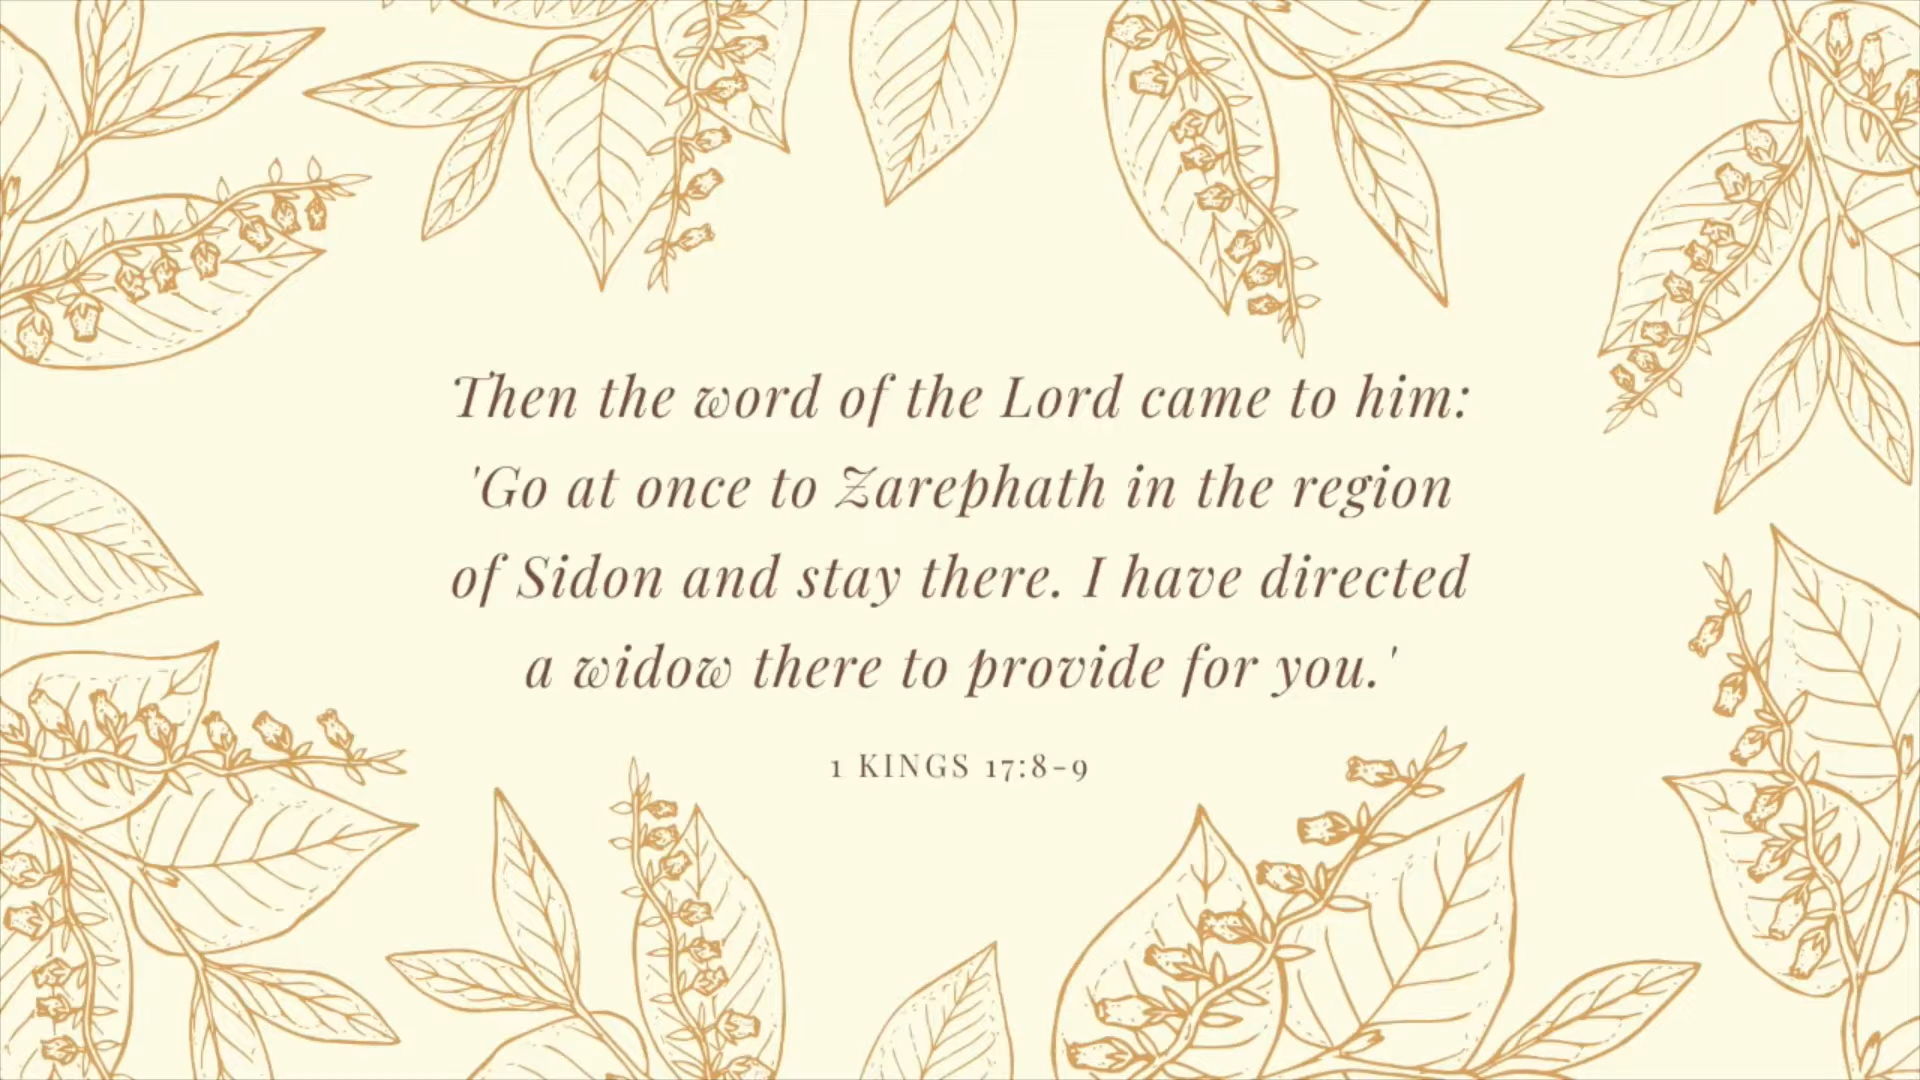 Then the word of the Lord came to him:
'Go at once to Zarephath in the region
of Sidon and stay there. I have directed
a widow there to provide for you.'
1 KINGS 17:8-9